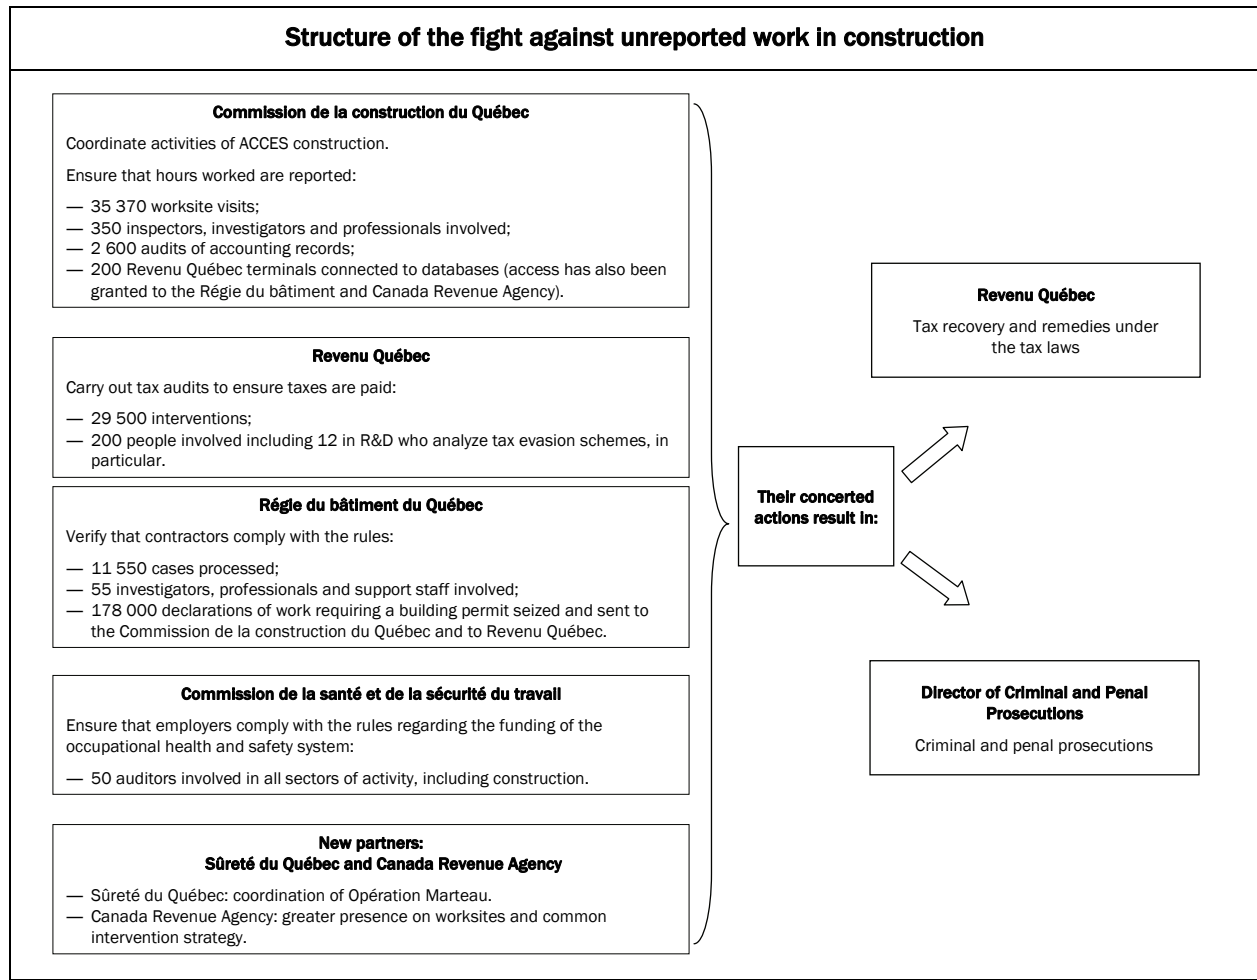 Structure of the fight against unreported work in construction
Commission de la construction du Québec
Coordinate activities of ACCES construction.
Ensure that hours worked are reported:
— 35 370 worksite visits;
— 350 inspectors, investigators and professionals involved;
— 2 600 audits of accounting records;
— 200 Revenu Québec terminals connected to databases (access has also been
granted to the Régie du bâtiment and Canada Revenue Agency).
Revenu Québec
Carry out tax audits to ensure taxes are paid:
— 29 500 interventions;
— 200 people involved including 12 in R&D who analyze tax evasion schemes, in
particular.
Régie du bâtiment du Québec
Verify that contractors comply with the rules:
— 11 550 cases processed;
— 55 investigators, professionals and support staff involved;
— 178 000 declarations of work requiring a building permit seized and sent to
the Commission de la construction du Québec and to Revenu Québec.
Commission de la santé et de la sécurité du travail
Ensure that employers comply with the rules regarding the funding of the
occupational health and safety system:
— 50 auditors involved in all sectors of activity, including construction.
New partners:
Sûreté du Québec and Canada Revenue Agency
— Sûreté du Québec: coordination of Opération Marteau.
— Canada Revenue Agency: greater presence on worksites and common
intervention strategy.
Their concerted
actions result in:
Revenu Québec
Tax recovery and remedies under
the tax laws
Director of Criminal and Penal
Prosecutions
Criminal and penal prosecutions